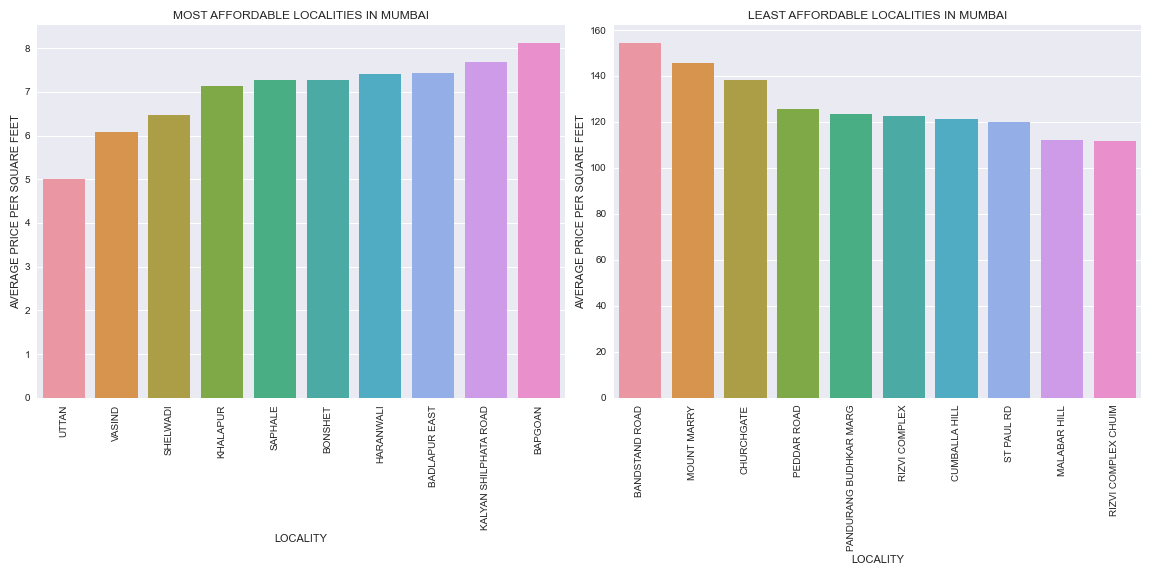 MOST AFFORDABLE LOCALITIES IN MUMBAI
AVERAGE PRICE PER SQUARE FEET
8
7
6
5
4
3
2
1
0
UTTAN
VASIND
SHELWADI
KHALAPUR
SAPHALE
BONSHET
HARANWALI
BADLAPUR EAST
KALYAN SHILPHATA ROAD
BAPGOAN
LOCALITY
LEAST AFFORDABLE LOCALITIES IN MUMBAI
AVERAGE PRICE PER SQUARE FEET
160
140
120
100
80
60
40
20
0
BANDSTAND ROAD
MOUNT MARRY
CHURCHGATE
PEDDAR ROAD
PANDURANG BUDHKAR MARG
RIZVI COMPLEX
CUMBALLA HILL
ST PAUL RD
MALABAR HILL
RIZVI COMPLEX CHUIM
LOCALITY